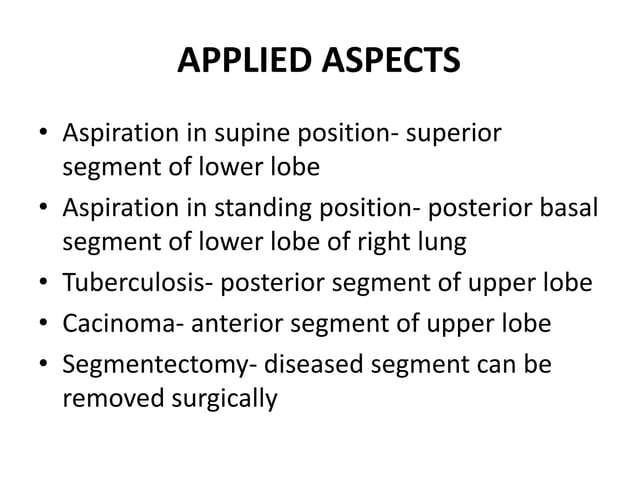 APPLIED ASPECTS
• Aspiration in supine position- superior
segment of lower lobe
• Aspiration in standing position- posterior basal
segment of lower lobe of right lung
• Tuberculosis- posterior segment of upper lobe
• Cacinoma- anterior segment of upper lobe
• Segmentectomy- diseased segment can be
removed surgically